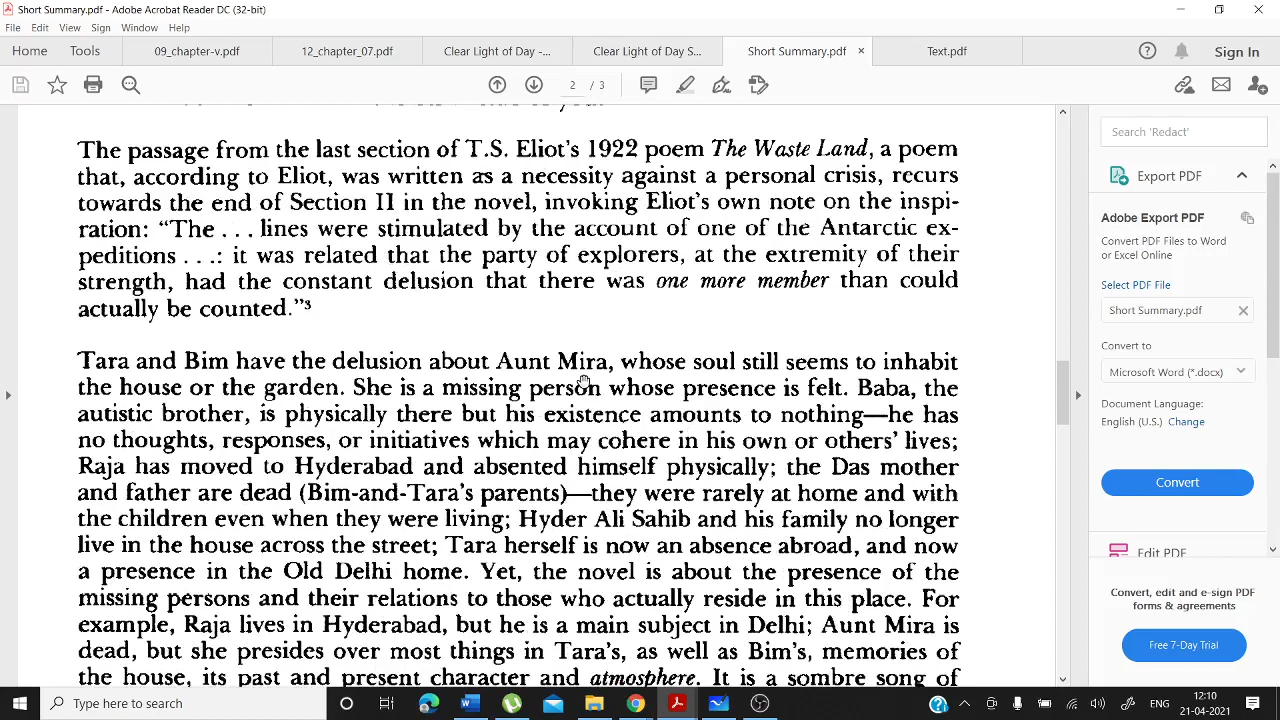 Short Summary.pdf - Adobe Acrobat Reader DC (32-bit)
File Edit View Sign Window Help
Home Tools 09_chapter-v.pdf 12_chapter_07.pdf Clear Light of Day -... Clear Light of Day S... Short Summary.pdf × Text.pdf Sign In
2 / 3
The passage from the last section of T.S. Eliot's 1922 poem The Waste Land, a poem
that, according to Eliot, was written as a necessity against a personal crisis, recurs
towards the end of Section II in the novel, invoking Eliot's own note on the inspi-
ration: "The . . . lines were stimulated by the account of one of the Antarctic ex-
peditions . . .: it was related that the party of explorers, at the extremity of their
strength, had the constant delusion that there was one more member than could
actually be counted."3
Tara and Bim have the delusion about Aunt Mira, whose soul still seems to inhabit
the house or the garden. She is a missing person whose presence is felt. Baba, the
autistic brother, is physically there but his existence amounts to nothing—he has
no thoughts, responses, or initiatives which may cohere in his own or others' lives;
Raja has moved to Hyderabad and absented himself physically; the Das mother
and father are dead (Bim-and-Tara's parents)—they were rarely at home and with
the children even when they were living; Hyder Ali Sahib and his family no longer
live in the house across the street; Tara herself is now an absence abroad, and now
a presence in the Old Delhi home. Yet, the novel is about the presence of the
missing persons and their relations to those who actually reside in this place. For
example, Raja lives in Hyderabad, but he is a main subject in Delhi; Aunt Mira is
dead, but she presides over most things in Tara's, as well as Bim's, memories of
the house, its past and present character and atmosphere. It is a sombre song of
Search 'Redact'
Export PDF
Adobe Export PDF
Convert PDF Files to Word
or Excel Online
Select PDF File
Short Summary.pdf
Convert to
Microsoft Word (*.docx)
Document Language:
English (U.S.) Change
Convert
Edit PDF
Convert, edit and e-sign PDF
forms & agreements
Free 7-Day Trial
Type here to search
ENG
12:10
21-04-2021